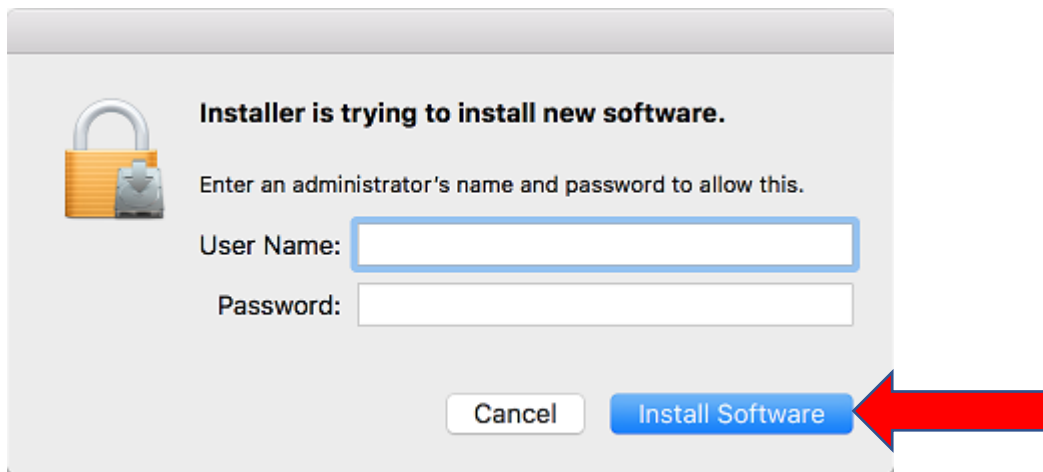 Installer is trying to install new software.
Enter an administrator's name and password to allow this.
User Name:
Password:
Cancel Install Software